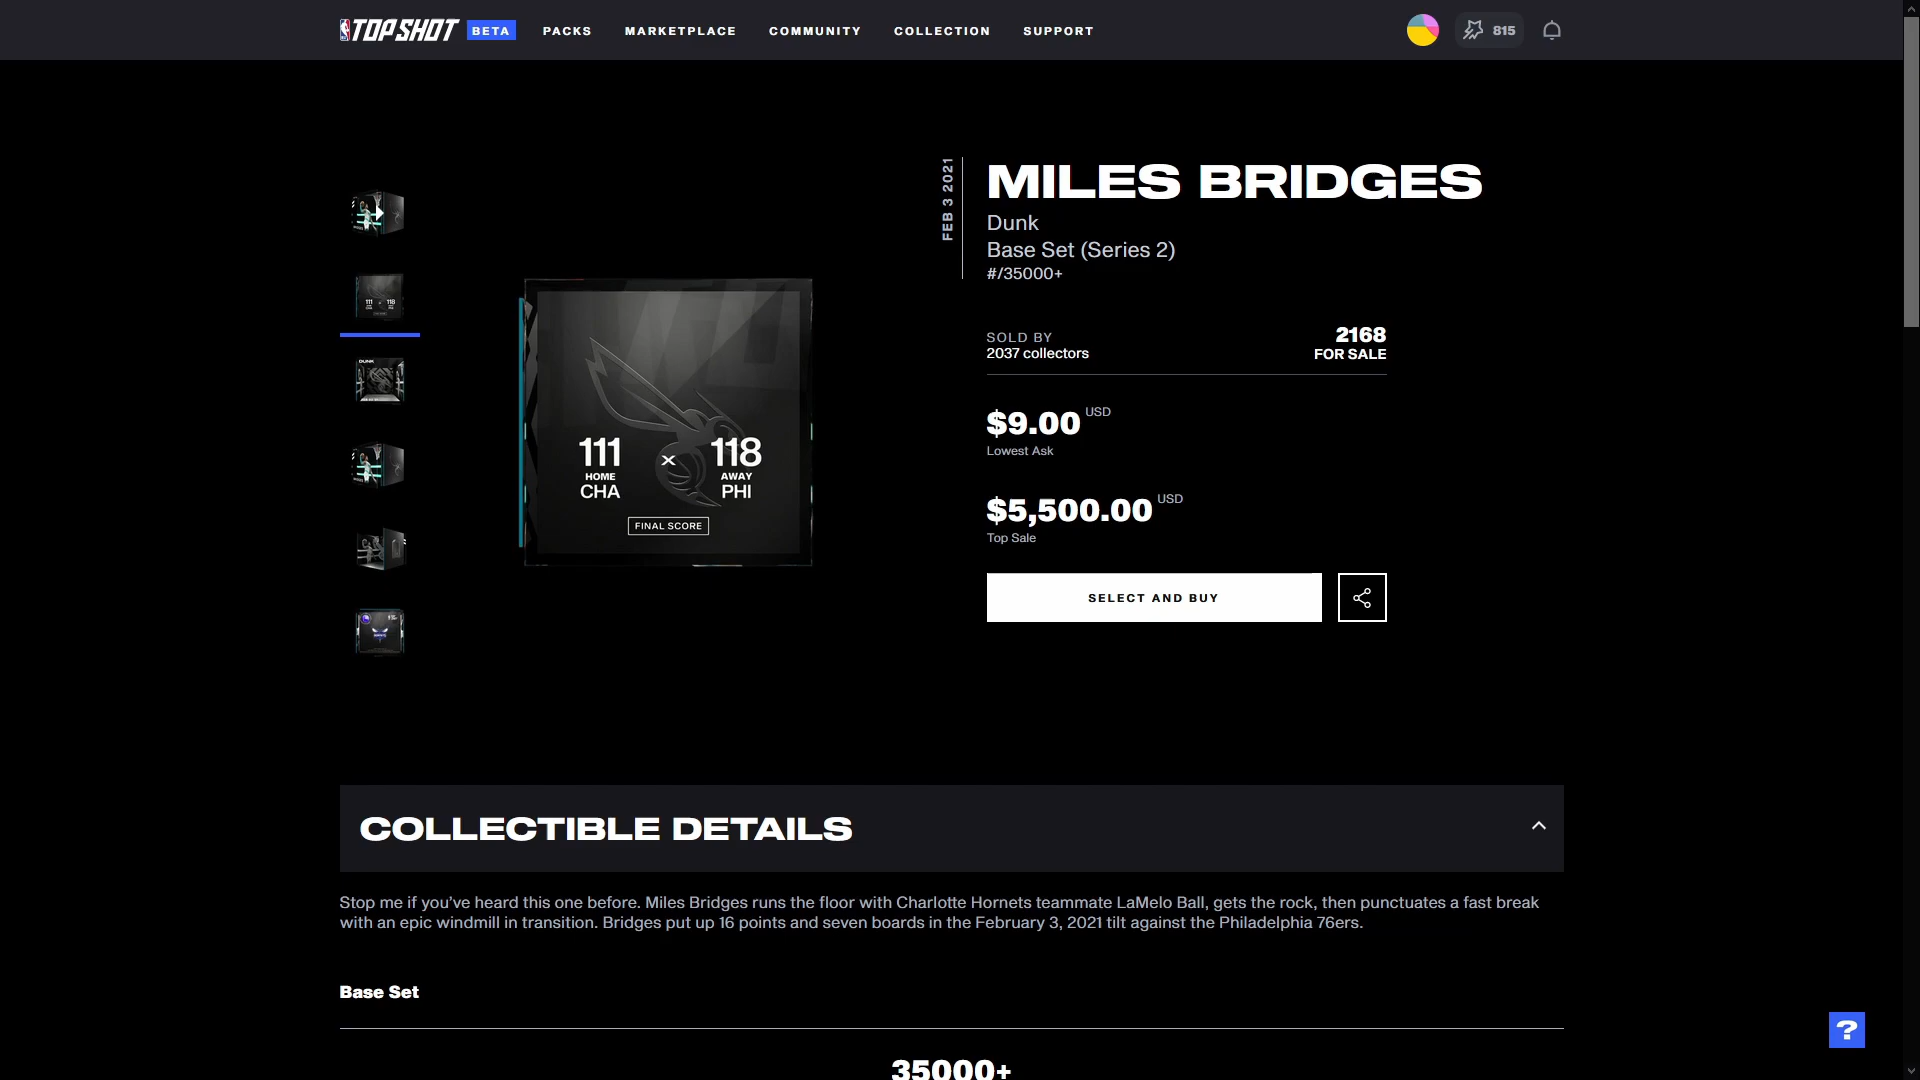 TOP SHOT BETA PACKS MARKETPLACE COMMUNITY COLLECTION SUPPORT 815
FEB 3 2021
MILES BRIDGES
Dunk
Base Set (Series 2)
#/35000+
SOLD BY
2037 collectors
2168
FOR SALE
$9.00 USD
Lowest Ask
$5,500.00 USD
Top Sale
SELECT AND BUY
111 x 118
HOME AWAY
CHA PHI
FINAL SCORE
111 118
DUNK
COLLECTIBLE DETAILS
Stop me if you've heard this one before. Miles Bridges runs the floor with Charlotte Hornets teammate LaMelo Ball, gets the rock, then punctuates a fast break
with an epic windmill in transition. Bridges put up 16 points and seven boards in the February 3, 2021 tilt against the Philadelphia 76ers.
Base Set
35000+
?